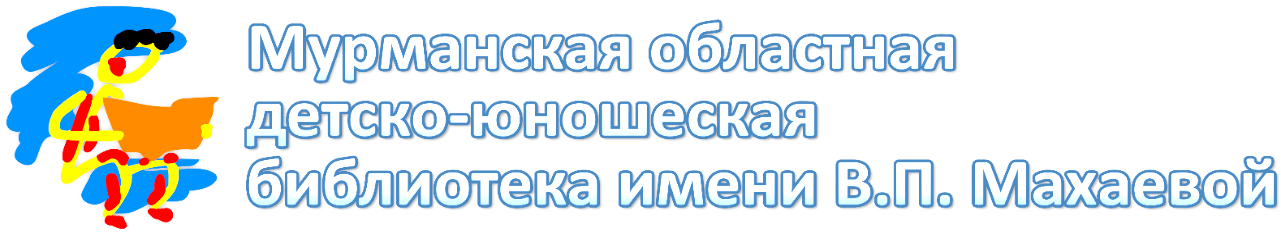 Мурманская областная
детско-юношеская
библиотека имени В.П. Махаевой